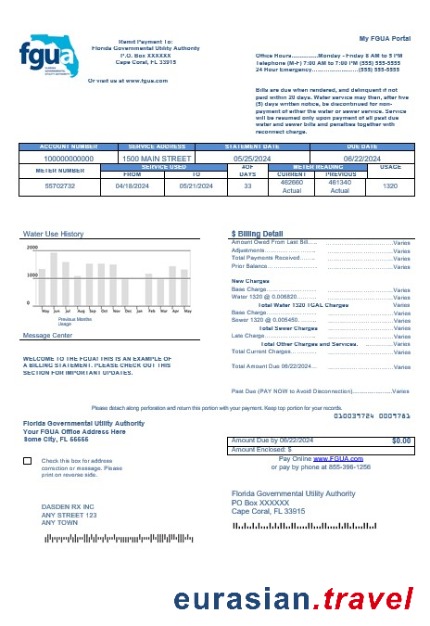 fgua
Remit Payment To:
Florida Governmental Utility Authority
PO Box XXXXXX
Cape Coral, FL 33915
Or visit us at www.fgua.com
My FGUA Portal
Office Hours..............Monday - Friday 8 AM to 5 PM
Telephone (M-F) 7:00 AM to 7:00 PM (555) 555-5555
24 Hour Emergency........................(555) 555-5555
Bills are due when rendered, and delinquent if not
paid within 20 days. Water service may then, after five
(5) days written notice, be discontinued for non-
payment of either the water or sewer service. Service
will be resumed only upon payment of all past due
water and sewer bills and penalties together with
reconnect charge.
ACCOUNT NUMBER SERVICE ADDRESS STATEMENT DATE DUE DATE
100000000000 1500 MAIN STREET 05/25/2024 06/22/2024
METER NUMBER SERVICE USED #OF METER READING USAGE
FROM TO DAYS CURRENT PREVIOUS
55702732 04/18/2024 05/21/2024 33 462660 461340 1320
Actual Actual
Water Use History
2000
1000
0
Previous Months
Usage
Message Center
WELCOME TO THE FGUA! THIS IS AN EXAMPLE OF
A BILLING STATEMENT. PLEASE CHECK OUT THIS
SECTION FOR IMPORTANT UPDATES.
$ Billing Detail
Amount Owed From Last Bill..... Varies
Adjustments Varies
Total Payments Received Varies
Prior Balance Varies
New Charges
Base Charge Varies
Water 1320 @ 0.006820 Varies
Total Water 1320 TGAL Charges Varies
Base Charge Varies
Sewer 1320 @ 0.005450 Varies
Total Sewer Charges Varies
Late Charge Varies
Total Other Charges and Services. Varies
Total Current Charges Varies
Total Amount Due 06/22/2024... Varies
Past Due (PAY NOW to Avoid Disconnection) Varies
Please detach along perforation and return this portion with your payment. Keep top portion for your records.
Florida Governmental Utility Authority
Your FGUA Office Address Here
Some City, FL 55555
Check this box for address
correction or message. Please
print on reverse side.
DASDEN RX INC
ANY STREET 123
ANY TOWN
Amount Due by 06/22/2024 $0.00
Amount Enclosed: $
Pay Online www.FGUA.com
or pay by phone at 855-396-1256
Florida Governmental Utility Authority
PO Box XXXXXX
Cape Coral, FL 33915
eurasian.travel